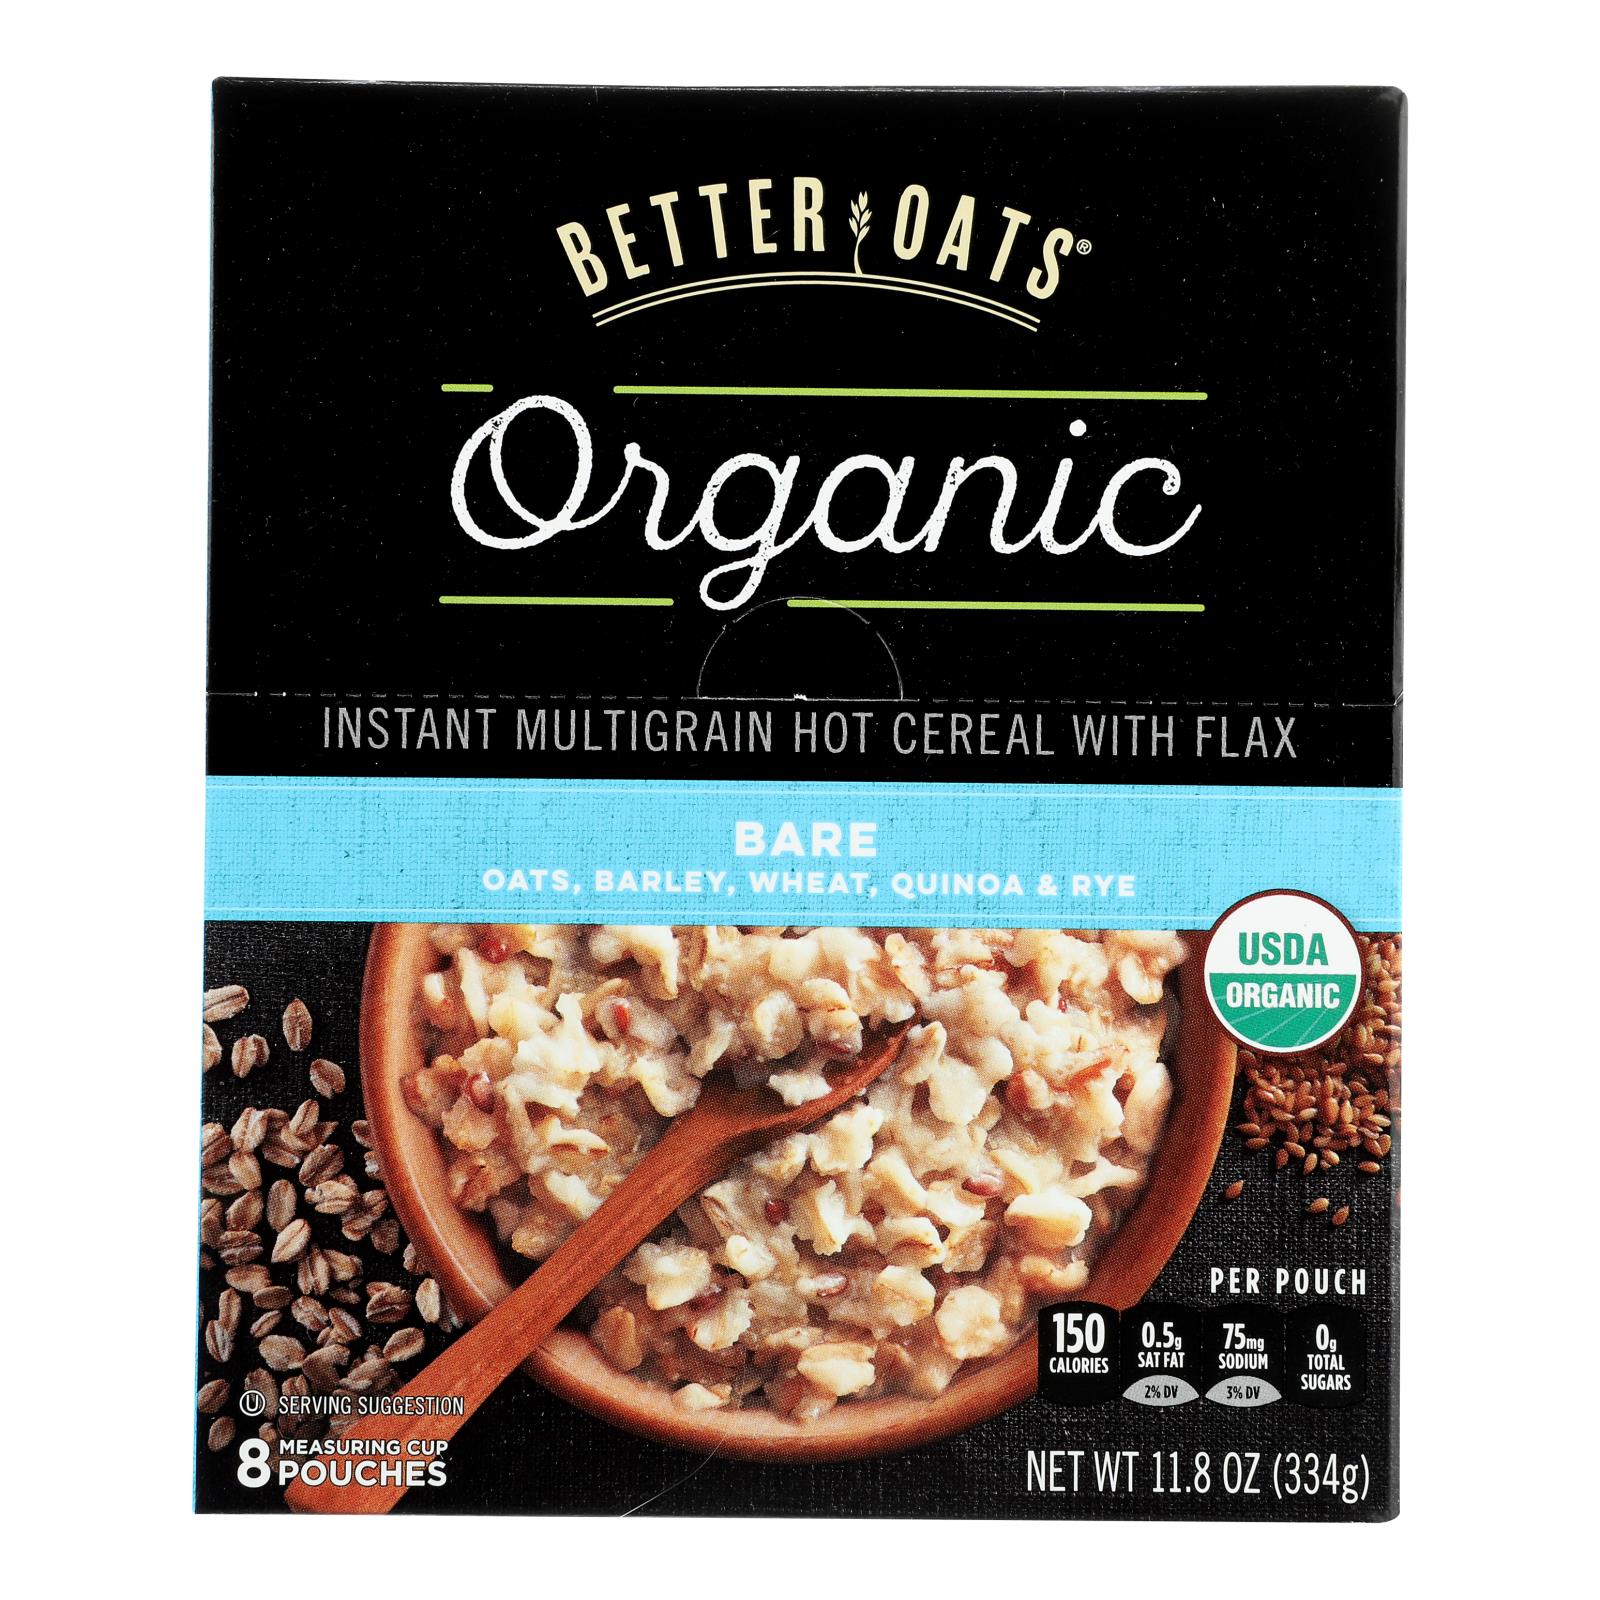 BETTER OATS®
Organic
INSTANT MULTIGRAIN HOT CEREAL WITH FLAX
BARE
OATS, BARLEY, WHEAT, QUINOA & RYE
USDA
ORGANIC
PER POUCH
150
CALORIES
0.5g
SAT FAT
2% DV
75mg
SODIUM
3% DV
0g
TOTAL
SUGARS
U SERVING SUGGESTION
8 MEASURING CUP
POUCHES
NET WT 11.8 OZ (334g)